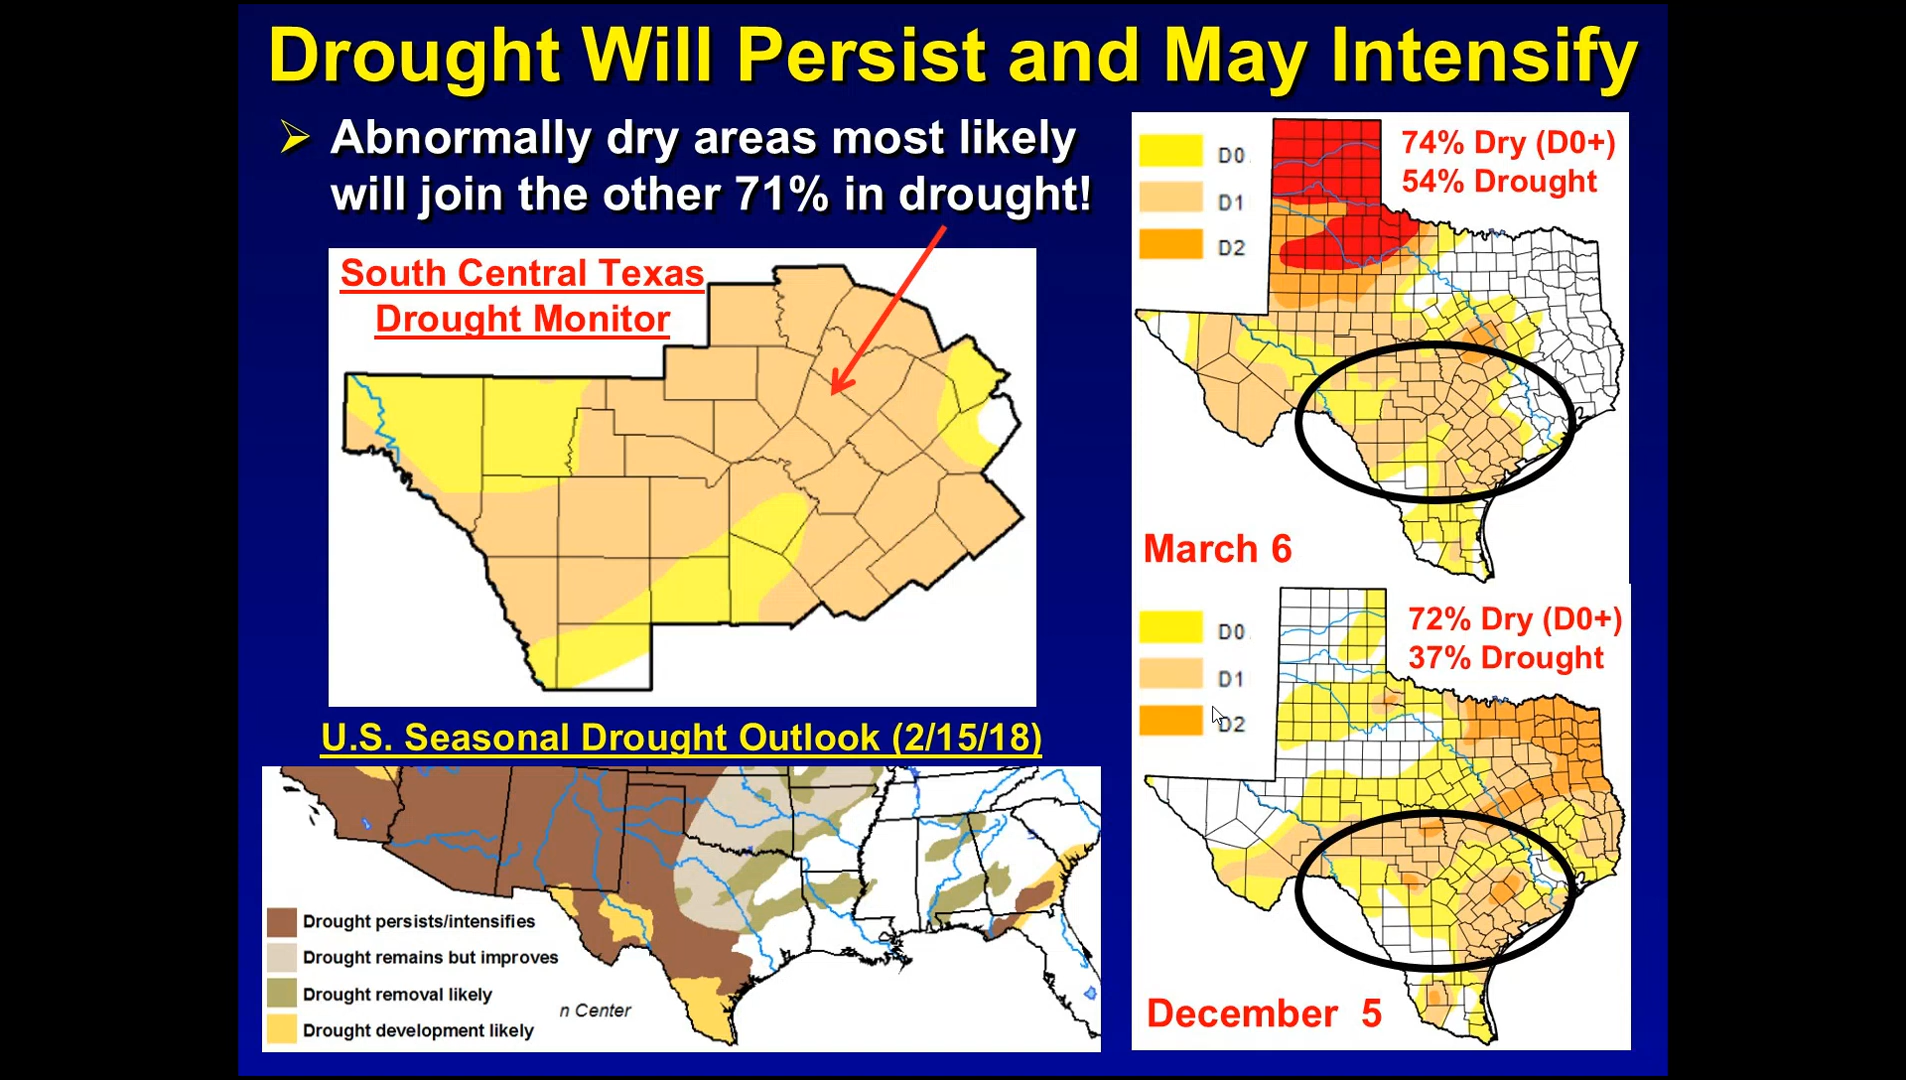 Drought Will Persist and May Intensify
Abnormally dry areas most likely
will join the other 71% in drought!
South Central Texas
Drought Monitor
U.S. Seasonal Drought Outlook (2/15/18)
Drought persists/intensifies
Drought remains but improves
Drought removal likely
Drought development likely
n Center
D0
D1
D2
74% Dry (D0+)
54% Drought
March 6
D0
D1
D2
72% Dry (D0+)
37% Drought
December 5